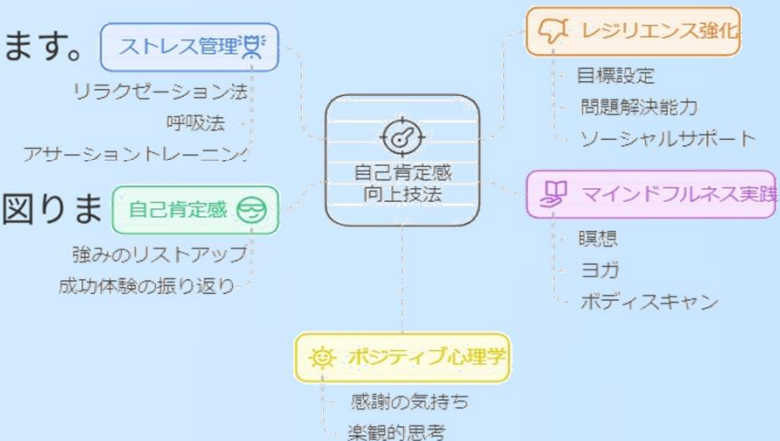 ます。
ストレス管理
リラクゼーション法
呼吸法
アサーショントレーニング
図りま
自己肯定感
強みのリストアップ
成功体験の振り返り
自己肯定感
向上技法
レジリエンス強化
目標設定
問題解決能力
ソーシャルサポート
マインドフルネス実践
瞑想
ヨガ
ボディスキャン
ポジティブ心理学
感謝の気持ち
楽観的思考